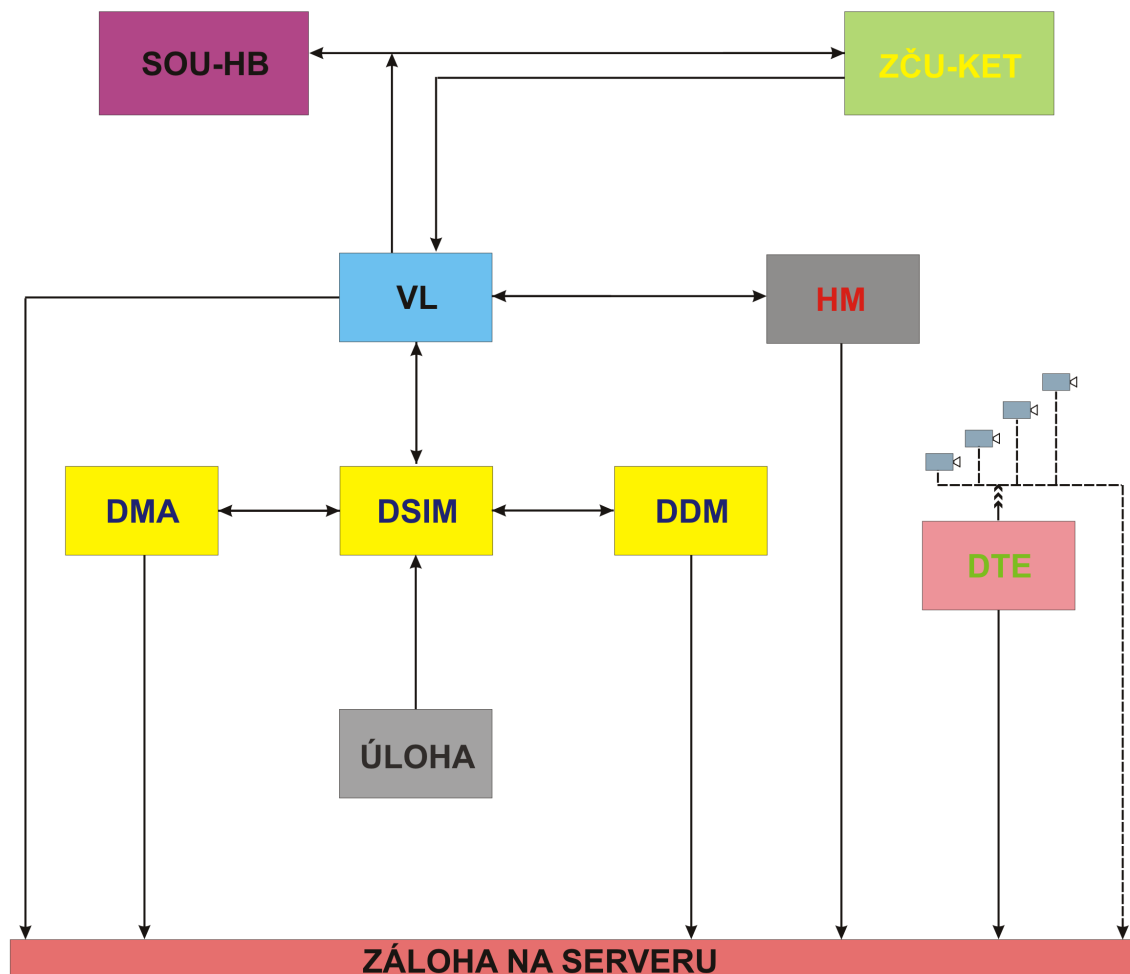 SOU-HB
ZČU-KET
VL
HM
DMA
DSIM
DDM
DTE
ÚLOHA
ZÁLOHA NA SERVERU